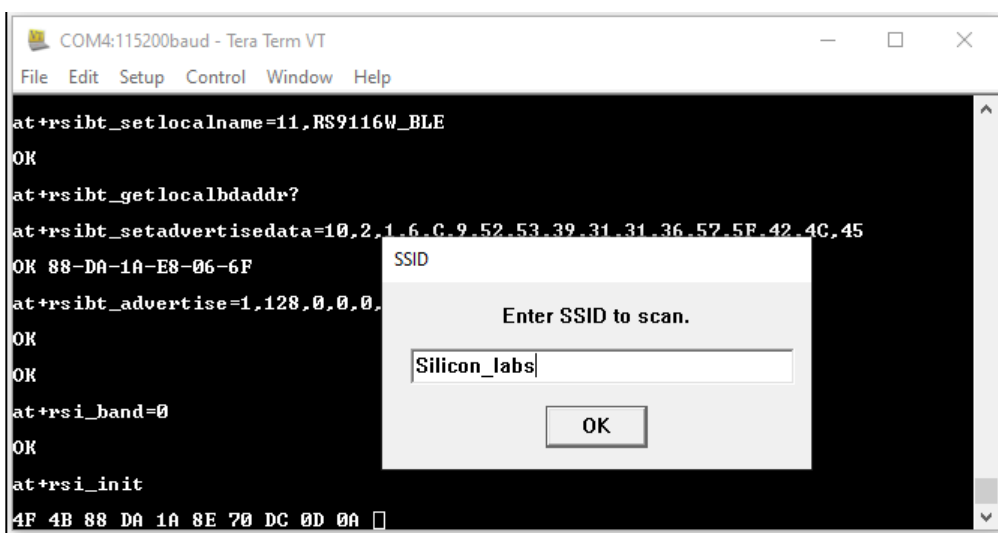 COM4:115200baud - Tera Term VT
File Edit Setup Control Window Help
at+rsibt_setlocalname=11,RS9116W_BLE
OK
at+rsibt_getlocalbdaddr?
at+rsibt_setadvertisedata=10,2,1,6,C,9,52,53,39,31,31,36,57,5F,42,4C,45
OK 88-DA-1A-E8-06-6F
at+rsibt_advertise=1,128,0,0,0,
OK
OK
at+rsi_band=0
OK
at+rsi_init
4F 4B 88 DA 1A 8E 70 DC 0D 0A
SSID
Enter SSID to scan.
Silicon_labs
OK